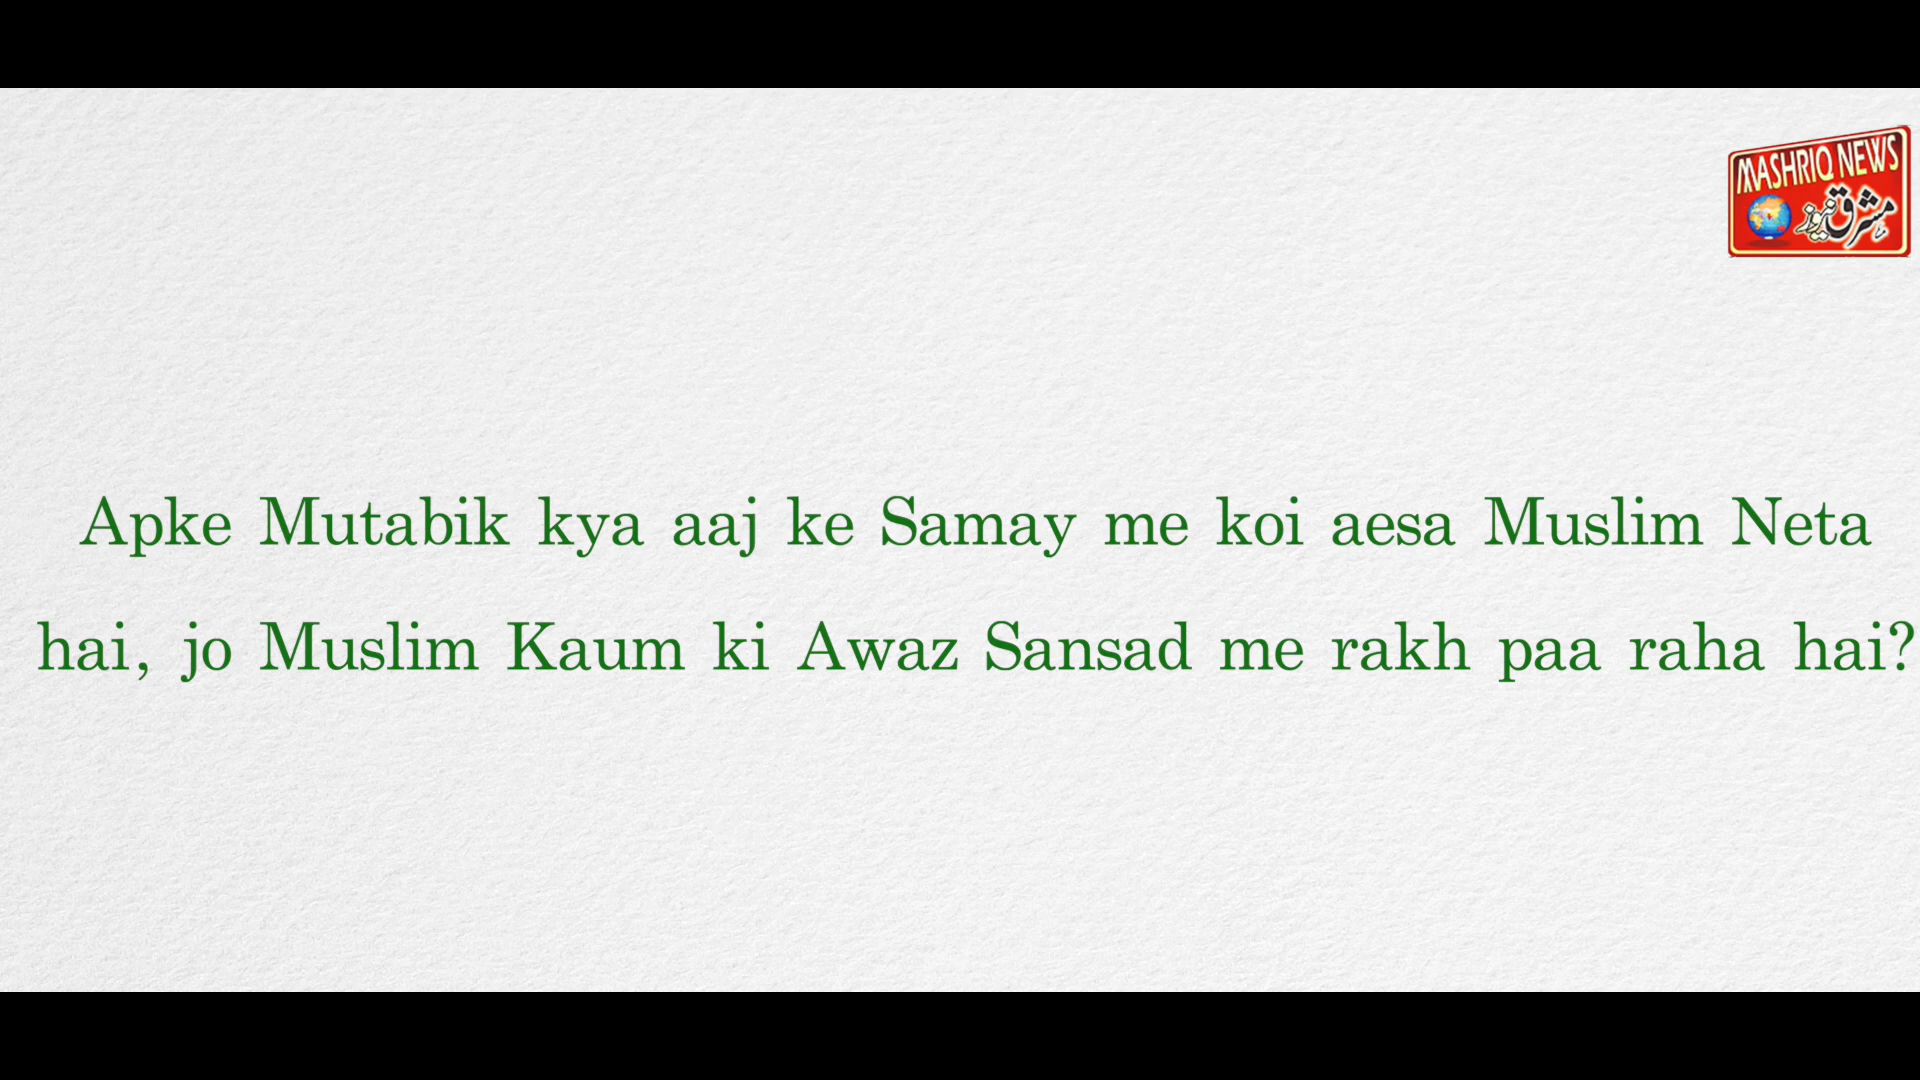 MASHRIQ NEWS
مشرق نیوز
Apke Mutabik kya aaj ke Samay me koi aesa Muslim Neta
hai, jo Muslim Kaum ki Awaz Sansad me rakh paa raha hai?